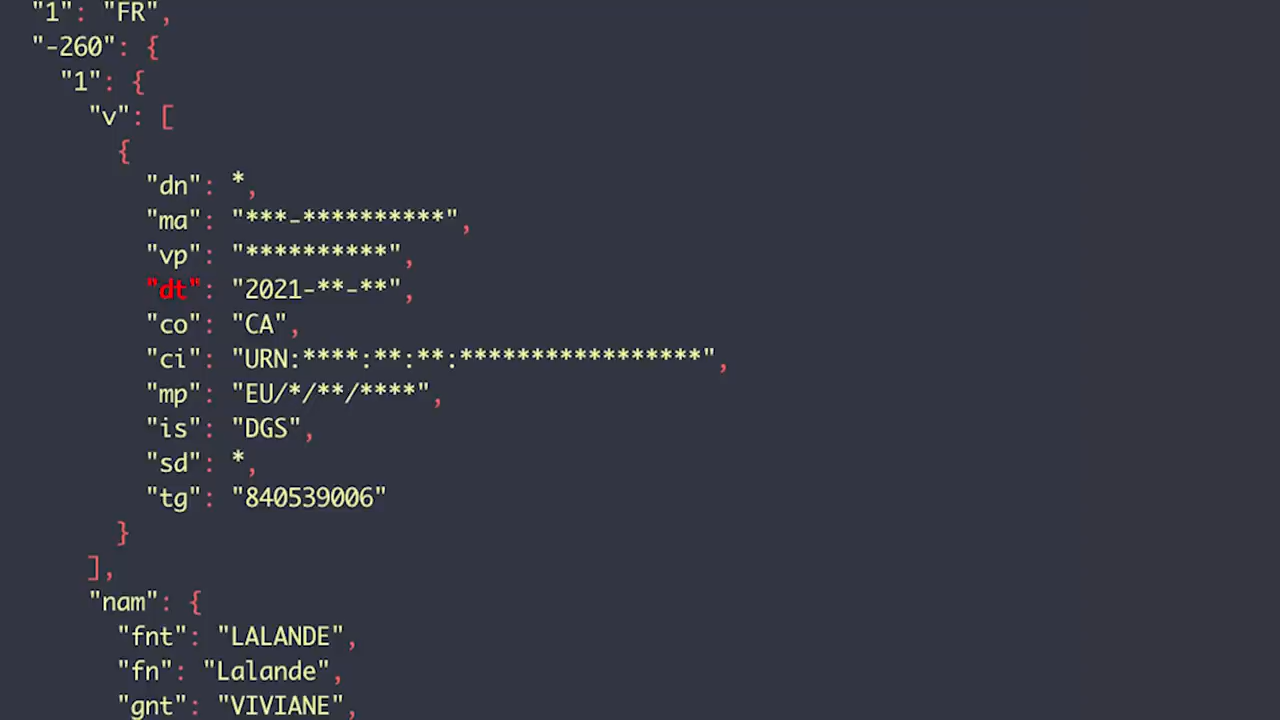 "1": "FR",
"-260": {
"1": {
"v": [
{
"dn": *,
"ma": "***-**********",
"vp": "**********",
"dt": "2021-**-**",
"co": "CA",
"ci": "URN:****:**:**:*****************",
"mp": "EU/*/**/****",
"is": "DGS",
"sd": *,
"tg": "840539006"
}
],
"nam": {
"fnt": "LALANDE",
"fn": "Lalande",
"gnt": "VIVIANE",